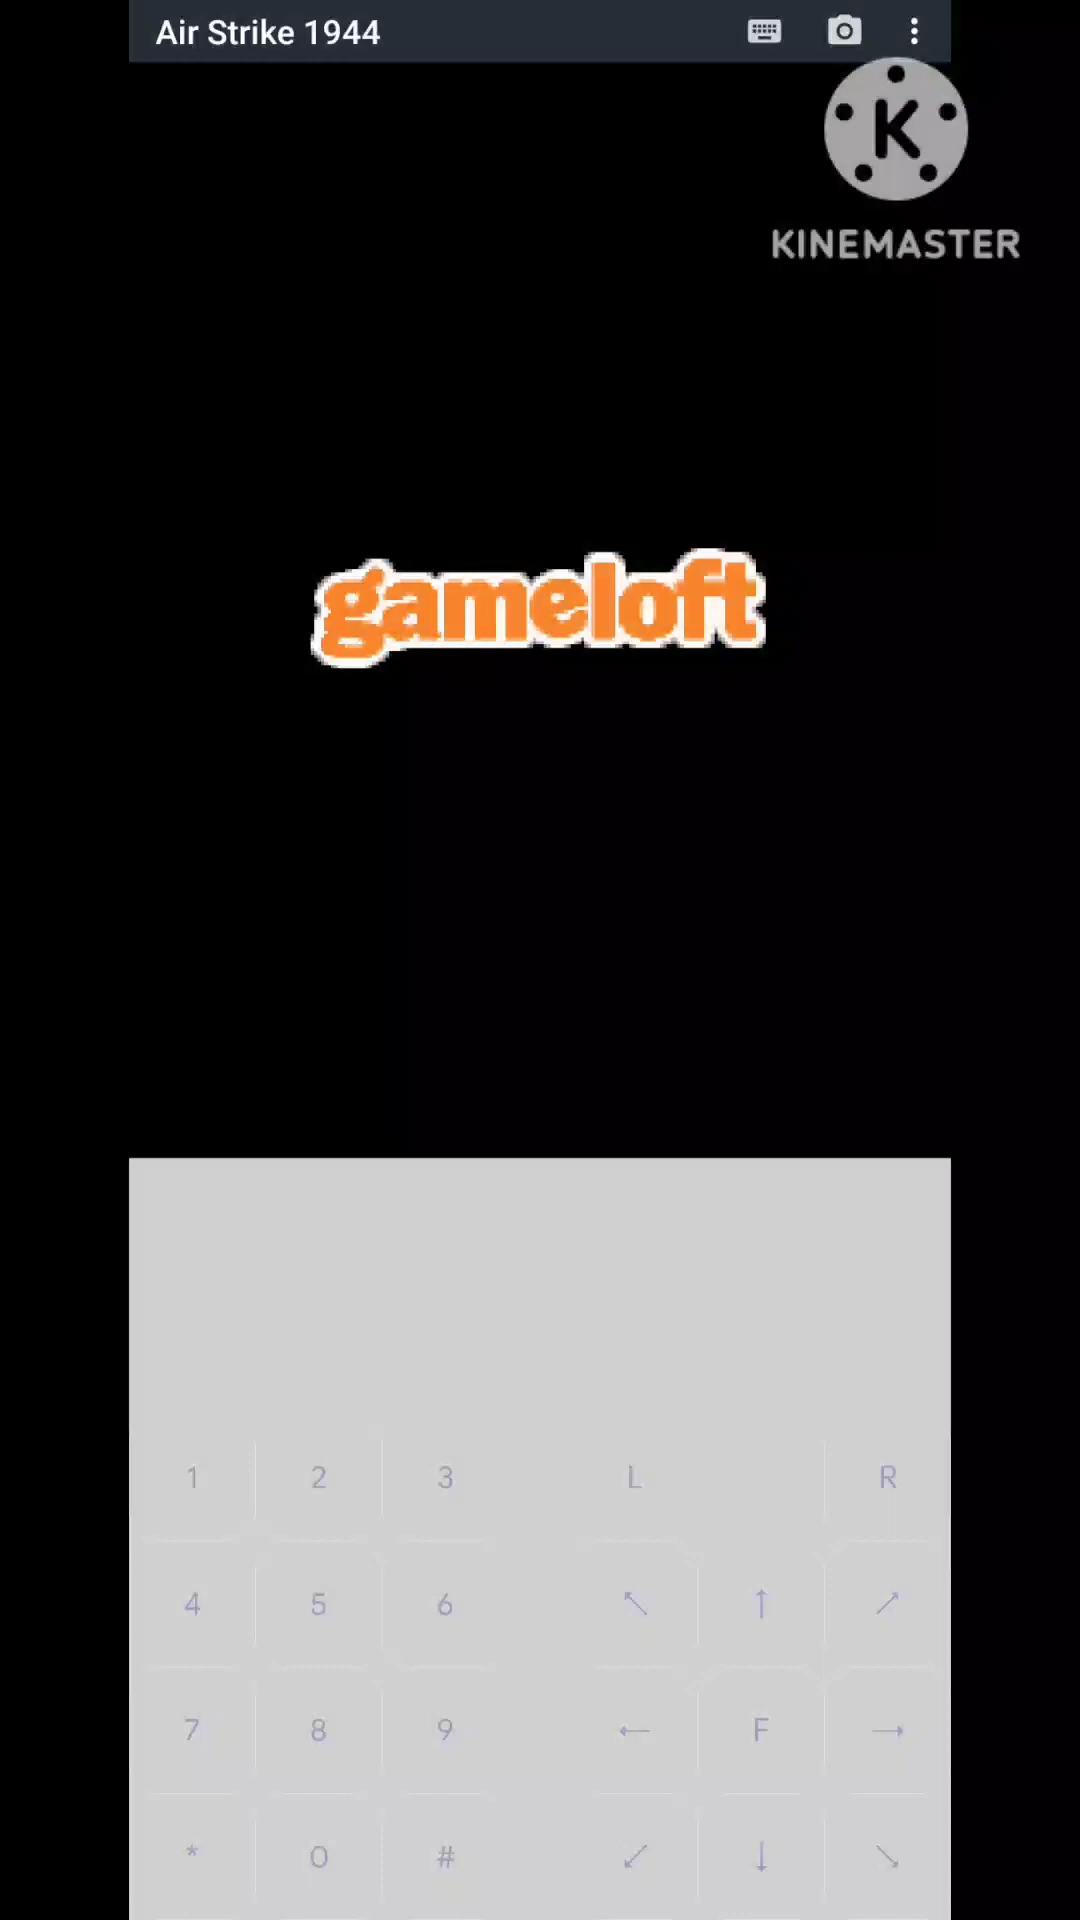 Air Strike 1944
K
KINEMASTER
gameloft
1 2 3 L R
4 5 6 ↖ ↑ ↗
7 8 9 ← F →
* 0 # ↙ ↓ ↘